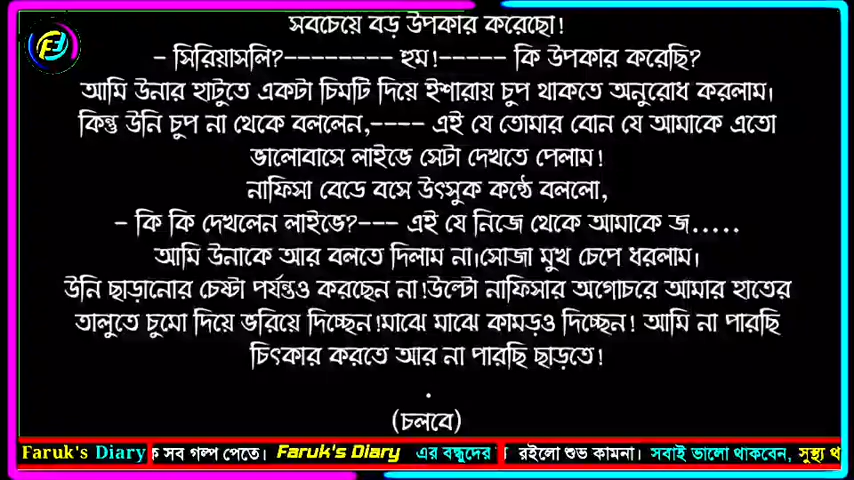 সবচেয়ে বড় উপকার করেছো!
- সিরিয়াসলি?-------- হুম!----- কি উপকার করেছি?
আমি উনার হাটুতে একটা চিমটি দিয়ে ইশারায় চুপ থাকতে অনুরোধ করলাম।
কিন্তু উনি চুপ না থেকে বললেন,---- এই যে তোমার বোন যে আমাকে এতো
ভালোবাসে লাইভে সেটা দেখতে পেলাম!
নাফিসা বেডে বসে উৎসুক কন্ঠে বললো,
- কি কি দেখলেন লাইভে?--- এই যে নিজে থেকে আমাকে জ.....
আমি উনাকে আর বলতে দিলাম না।সোজা মুখ চেপে ধরলাম।
উনি ছাড়ানোর চেষ্টা পর্যন্তও করছেন না!উল্টো নাফিসার অগোচরে আমার হাতের
তালুতে চুমো দিয়ে ভরিয়ে দিচ্ছেন!মাঝে মাঝে কামড়ও দিচ্ছেন! আমি না পারছি
চিৎকার করতে আর না পারছি ছাড়তে!
.
(চলবে)
Faruk's Diary ক সব গল্প পেতে। Faruk's Diary এর বন্ধুদের রইলো শুভ কামনা। সবাই ভালো থাকবেন, সুস্থ্য থ